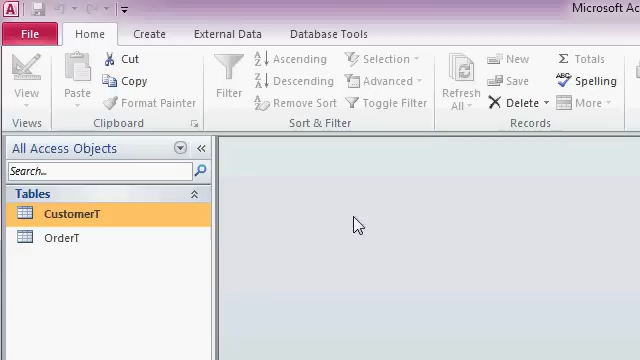 Microsoft Ac
File Home Create External Data Database Tools
View
Views
Paste
Cut
Copy
Format Painter
Clipboard
Filter
Ascending
Descending
Remove Sort
Selection
Advanced
Toggle Filter
Sort & Filter
Refresh
All
New
Save
Delete
Totals
Spelling
More
Records
All Access Objects
Search...
Tables
CustomerT
OrderT